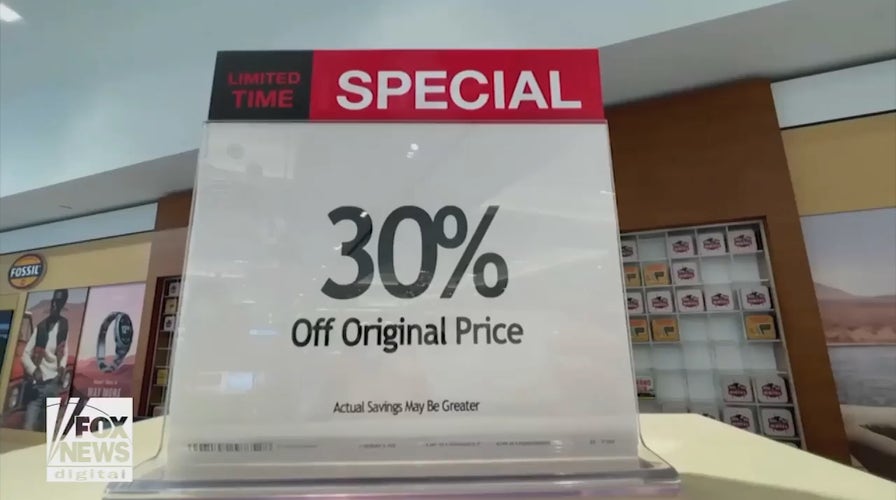 LIMITED
TIME
SPECIAL
30%
Off Original Price
Actual Savings May Be Greater
FOSSIL
FOX
NEWS
digital